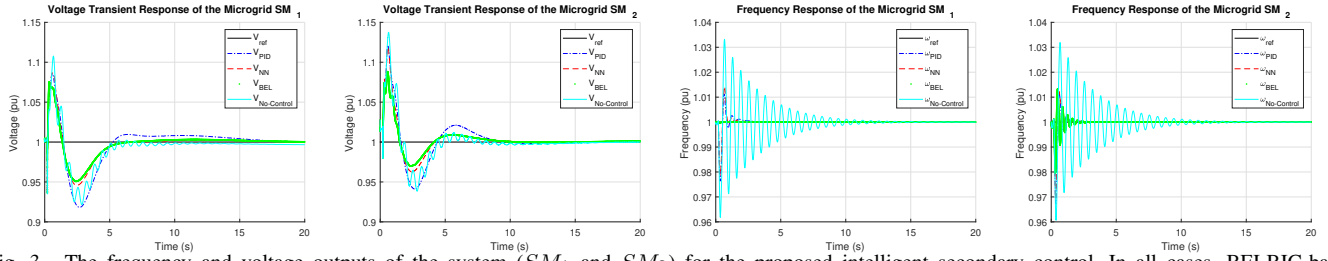 Voltage Transient Response of the Microgrid SM 1
1.15
1.1
1.05
1
0.95
0.9
Voltage (pu)
0 5 10 15 20
Time (s)
V ref
V PID
V NN
V BEL
V No-Control
Voltage Transient Response of the Microgrid SM 2
1.15
1.1
1.05
1
0.95
0.9
Voltage (pu)
0 5 10 15 20
Time (s)
V ref
V PID
V NN
V BEL
V No-Control
Frequency Response of the Microgrid SM 1
1.04
1.03
1.02
1.01
1
0.99
0.98
0.97
0.96
Frequency (pu)
0 5 10 15 20
Time (s)
ω ref
ω PID
ω NN
ω BEL
ω No-Control
Frequency Response of the Microgrid SM 2
1.04
1.03
1.02
1.01
1
0.99
0.98
0.97
0.96
Frequency (pu)
0 5 10 15 20
Time (s)
ω ref
ω PID
ω NN
ω BEL
ω No-Control
3. The frequency and voltage outputs of the system (SM1 and SM2) for the proposed intelligent secondary control. In all cases,